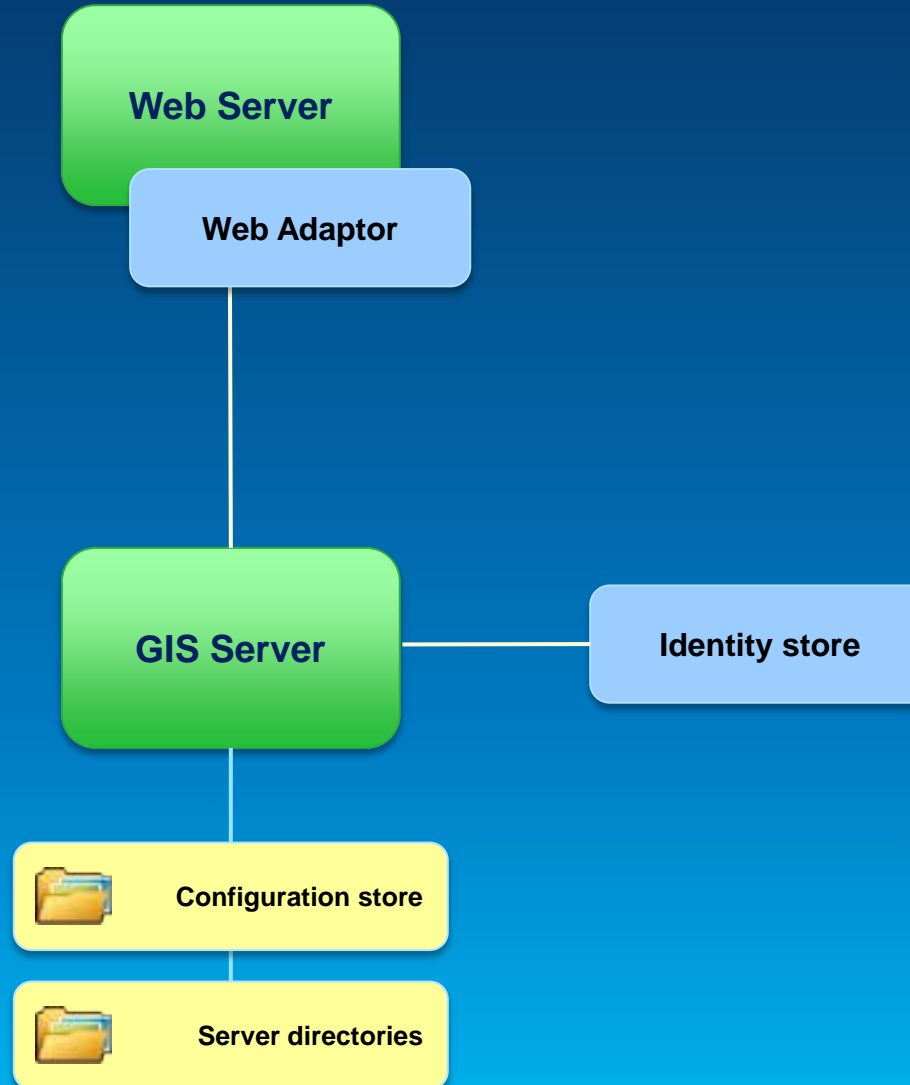 Web Server
Web Adaptor
GIS Server
Identity store
Configuration store
Server directories